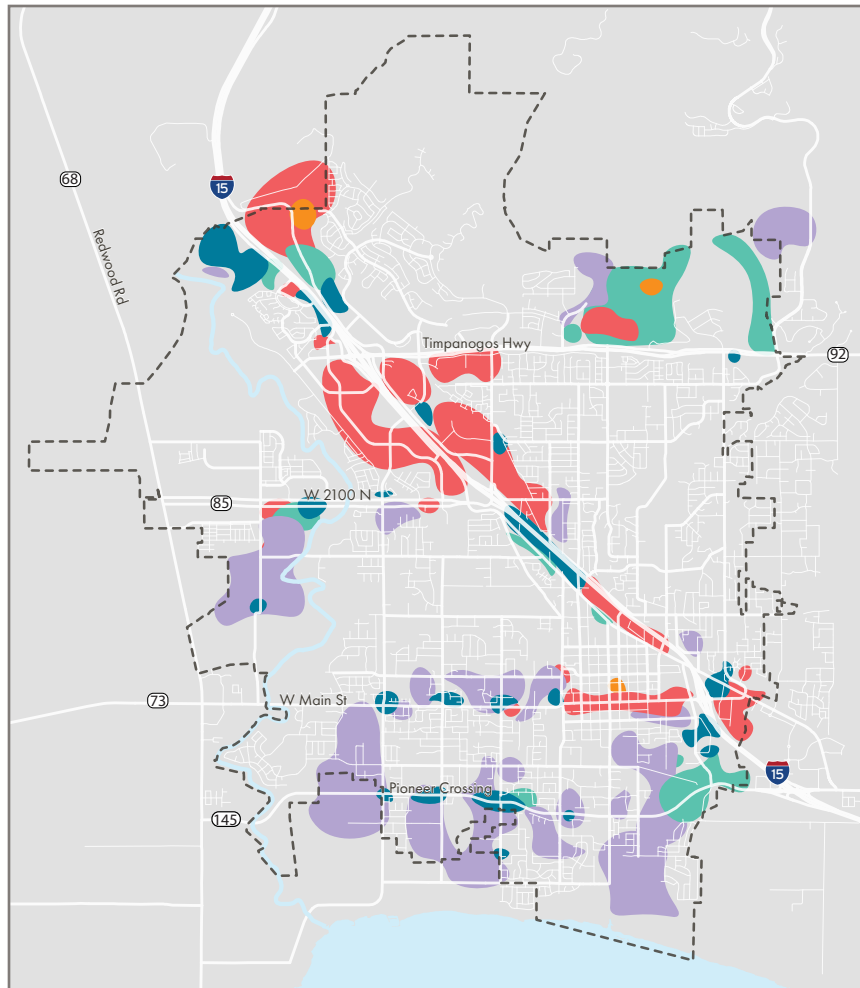 68
15
Redwood Rd
Timpanogos Hwy
92
W 2100 N
85
73
W Main St
15
Pioneer Crossing
145